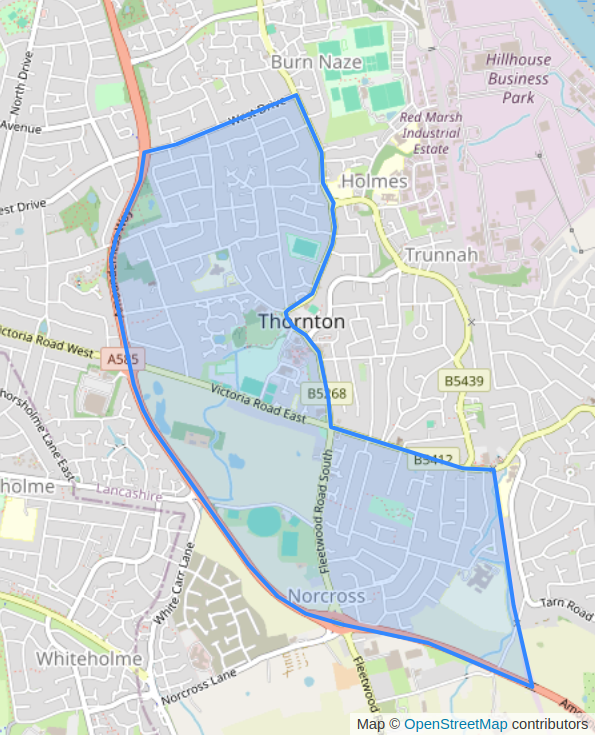 Burn Naze
Hillhouse
Business
Park
North Drive
West Drive
Avenue
Red Marsh
Industrial
Estate
Holmes
est Drive
Trunnah
Thornton
ictoria Road West
A585
B5268
B5439
Victoria Road East
B5412
horsholme Lane East
holme
Lancashire
Fleetwood Road South
White Carr Lane
Norcross
Tarn Road
Whiteholme
Norcross Lane
Fleetwood
Amou
Map © OpenStreetMap contributors